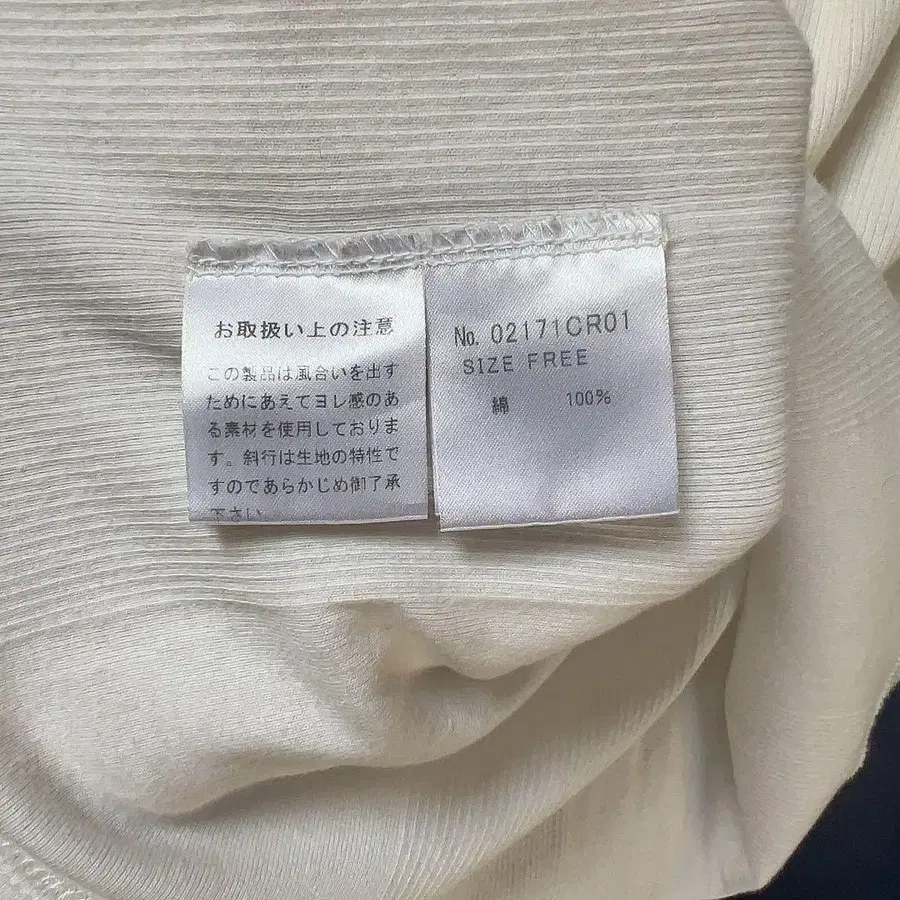 お取扱い上の注意
この製品は風合いを出す
ためにあえてヨレ感のあ
る素材を使用しておりま
す。斜行は生地の特性で
すのであらかじめ御了承
下さい。
No. 02171CR01
SIZE FREE
綿 100%